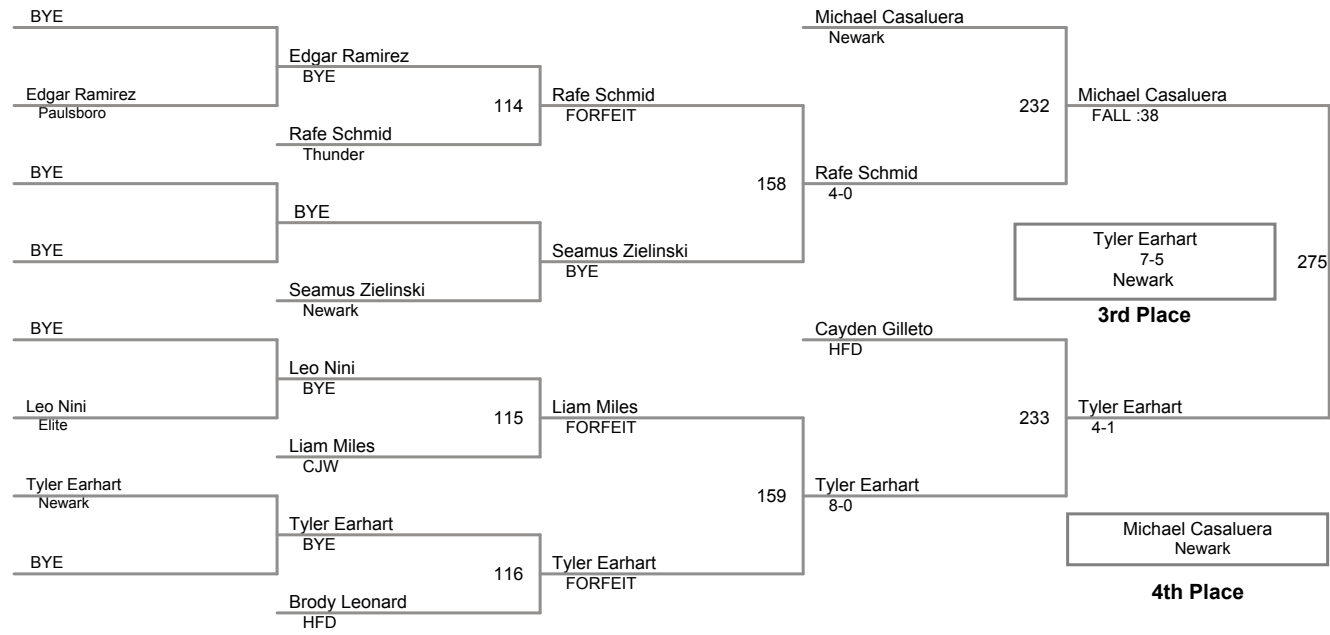 BYE
Edgar Ramirez
Paulsboro
BYE
BYE
BYE
Leo Nini
Elite
Tyler Earhart
Newark
BYE
Edgar Ramirez
BYE
114
Rafe Schmid
Thunder
BYE
Seamus Zielinski
Newark
Leo Nini
BYE
115
Liam Miles
CJW
Tyler Earhart
BYE
116
Brody Leonard
HFD
Rafe Schmid
FORFEIT
158
Seamus Zielinski
BYE
Liam Miles
FORFEIT
159
Tyler Earhart
FORFEIT
Michael Casaluera
Newark
232
Rafe Schmid
4-0
Cayden Gilleto
HFD
233
Tyler Earhart
8-0
Michael Casaluera
FALL :38
Tyler Earhart
7-5
Newark
275
3rd Place
Tyler Earhart
4-1
Michael Casaluera
Newark
4th Place